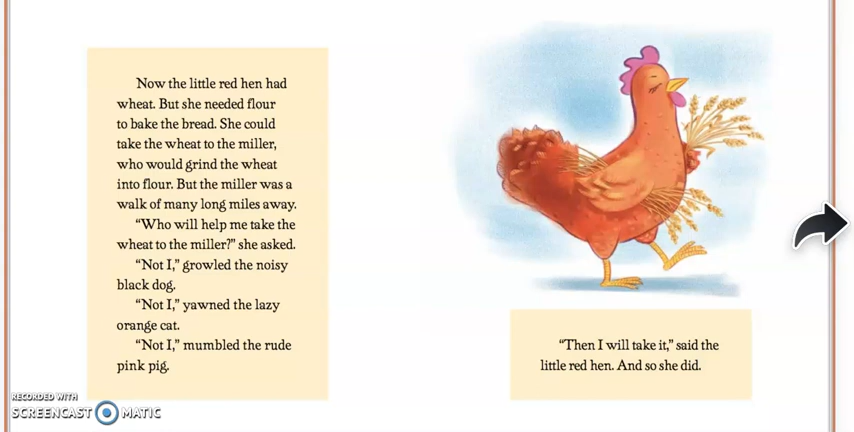 Now the little red hen had
wheat. But she needed flour
to bake the bread. She could
take the wheat to the miller,
who would grind the wheat
into flour. But the miller was a
walk of many long miles away.
“Who will help me take the
wheat to the miller?” she asked.
“Not I,” growled the noisy
black dog.
“Not I,” yawned the lazy
orange cat.
“Not I,” mumbled the rude
pink pig.
“Then I will take it,” said the
little red hen. And so she did.
RECORDED WITH
SCREENCAST MATIC